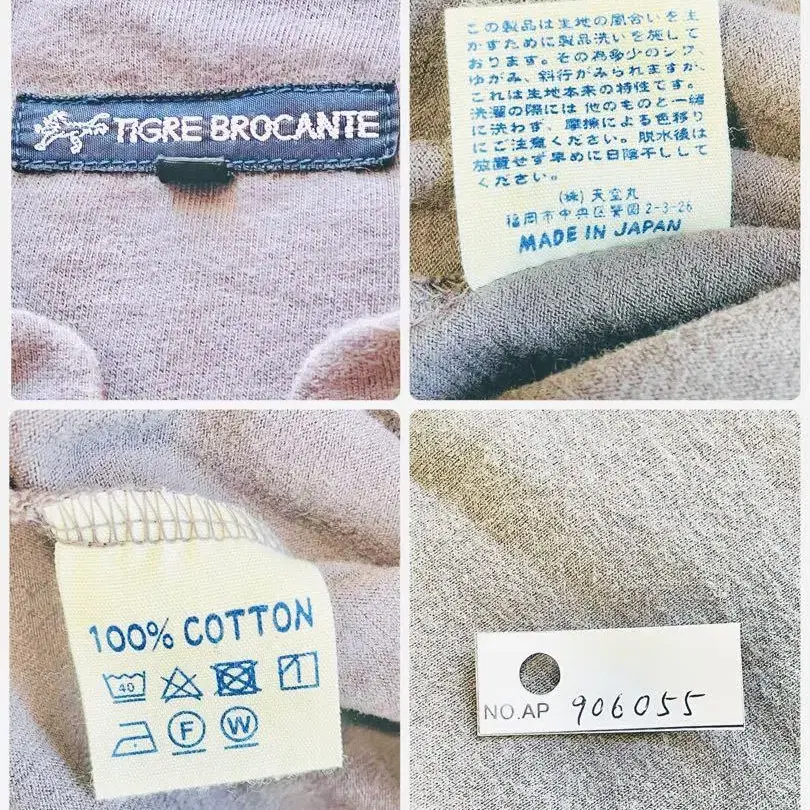 TIGRE BROCANTE
この製品は生地の風合いを生
かすために製品洗いを施して
おります。その為多少のシワ、
ゆがみ、斜行がみられますが、
これは生地本来の特性です。
洗濯の際には他のものと一緒
に洗わず、摩擦による色移り
にご注意ください。脱水後は
放置せず早めに日陰干しして
ください。
(株)天空丸
福岡市中央区警固2-3-26
MADE IN JAPAN
100% COTTON
40
F W
NO.AP 906055